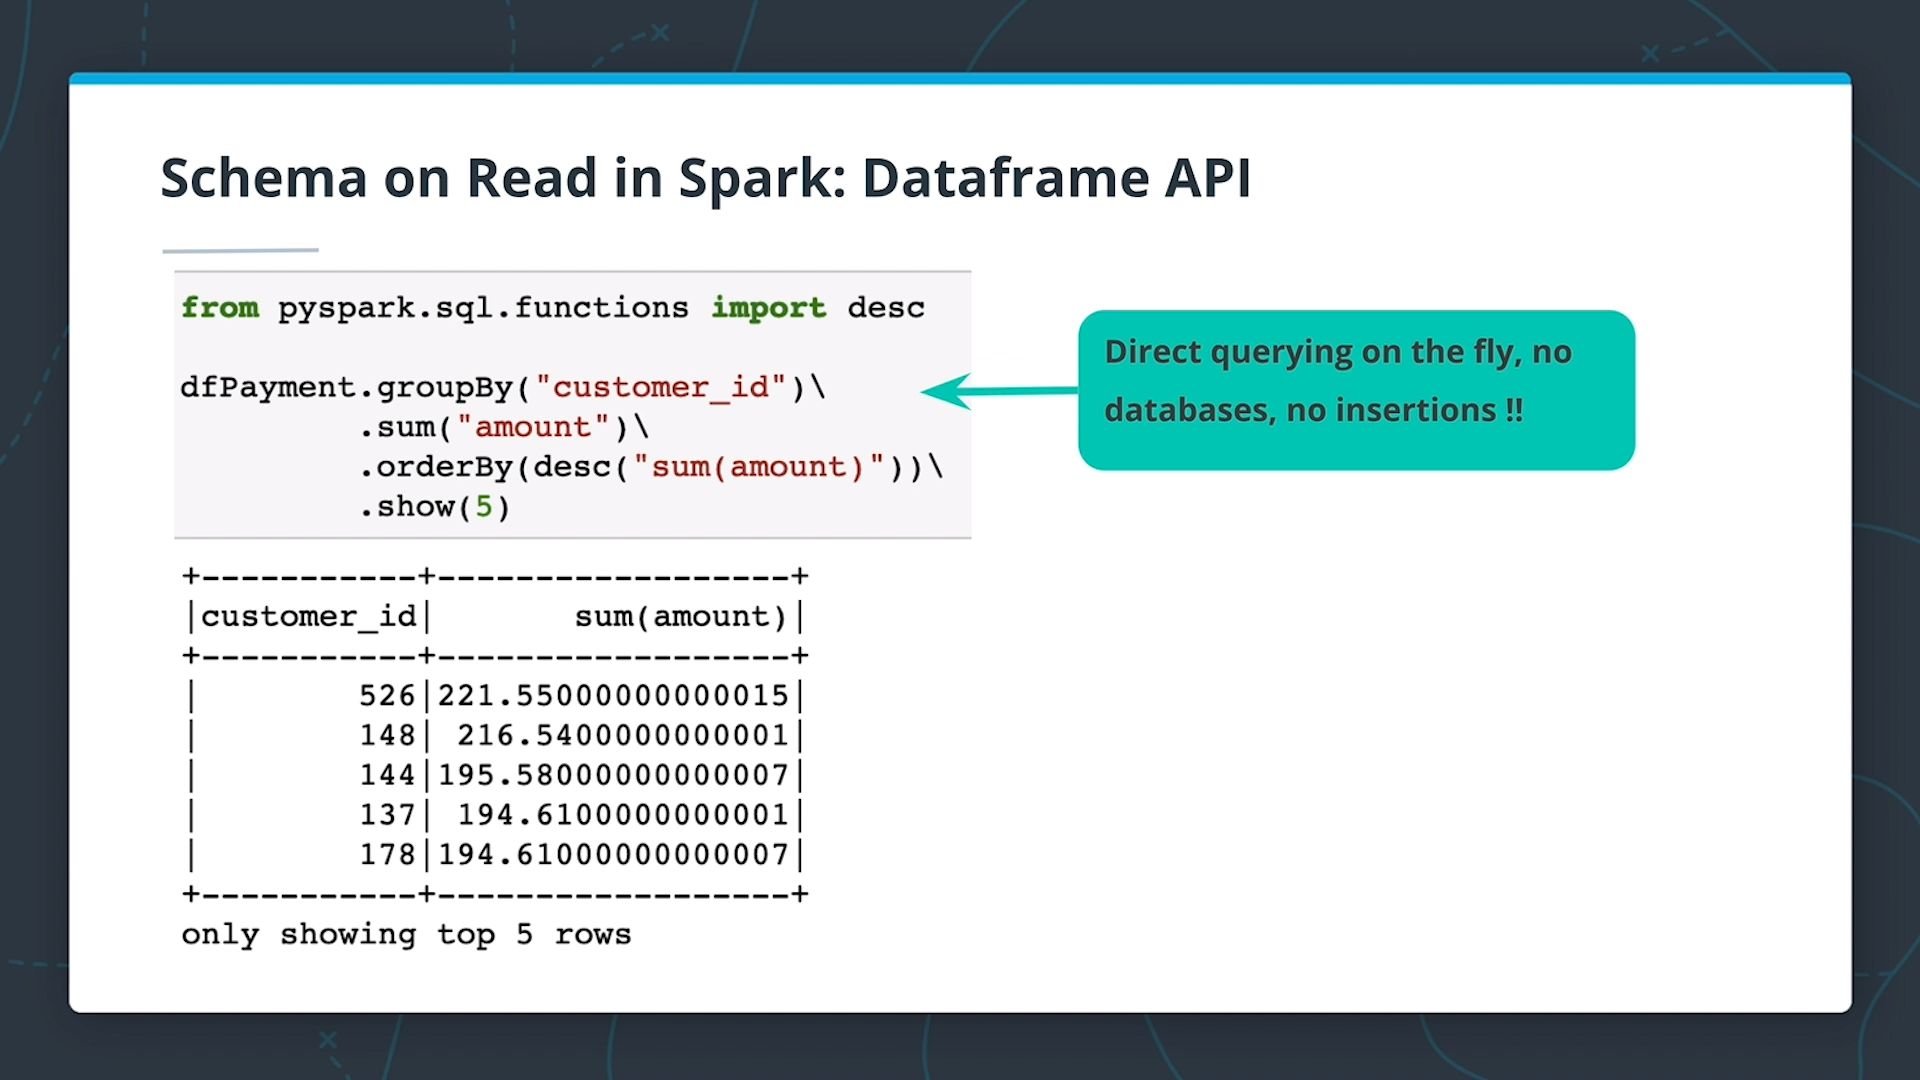 Schema on Read in Spark: Dataframe API
from pyspark.sql.functions import desc
dfPayment.groupBy("customer_id")\
.sum("amount")\
.orderBy(desc("sum(amount)"))\
.show(5)
Direct querying on the fly, no
databases, no insertions !!
+-----------+------------------+
|customer_id|       sum(amount)|
+-----------+------------------+
|        526|221.55000000000015|
|        148| 216.5400000000001|
|        144|195.58000000000007|
|        137| 194.6100000000001|
|        178|194.61000000000007|
+-----------+------------------+
only showing top 5 rows